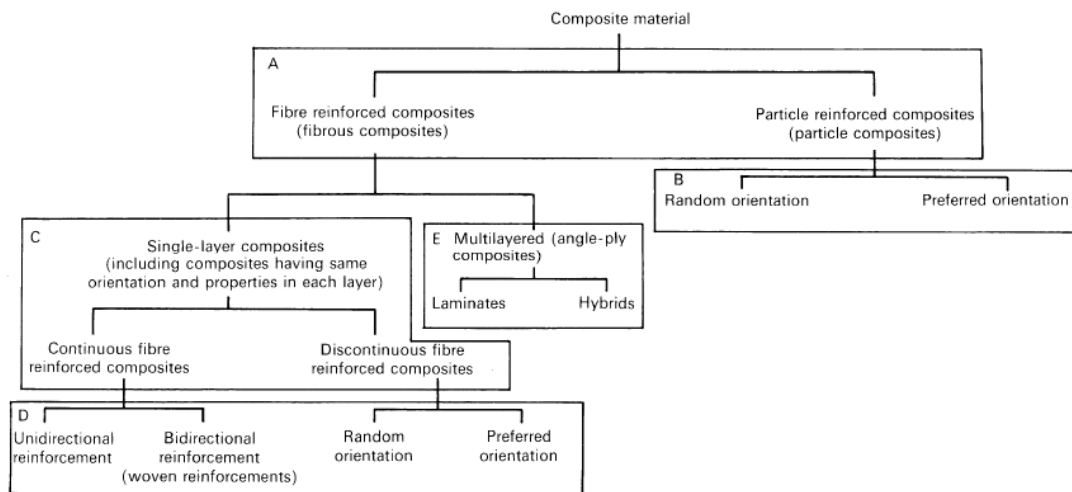 Composite material
A
Fibre reinforced composites
(fibrous composites)
Particle reinforced composites
(particle composites)
B
Random orientation
Preferred orientation
C
Single-layer composites
(including composites having same
orientation and properties in each layer)
E
Multilayered (angle-ply
composites)
Laminates
Hybrids
Continuous fibre
reinforced composites
Discontinuous fibre
reinforced composites
D
Unidirectional
reinforcement
Bidirectional
reinforcement
(woven reinforcements)
Random
orientation
Preferred
orientation